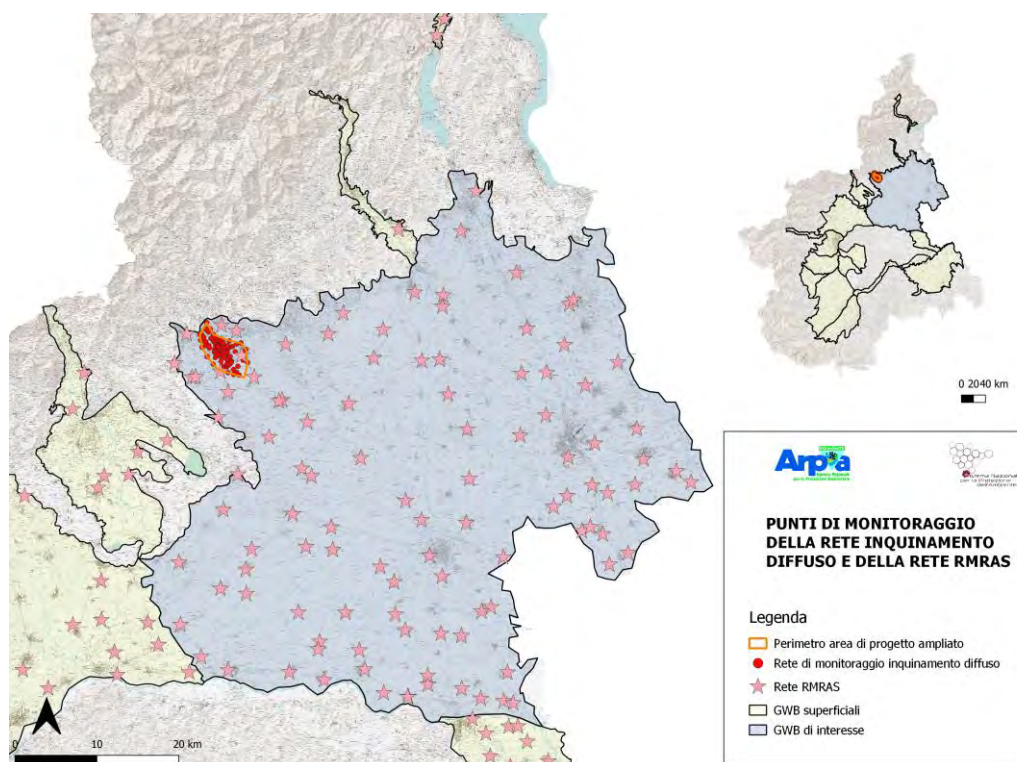 0 2040 km
Arpa
PUNTI DI MONITORAGGIO
DELLA RETE INQUINAMENTO
DIFFUSO E DELLA RETE RMRAS
Legenda
Perimetro area di progetto ampliato
Rete di monitoraggio inquinamento diffuso
Rete RMRAS
GWB superficiali
GWB di interesse
0 10 20 km